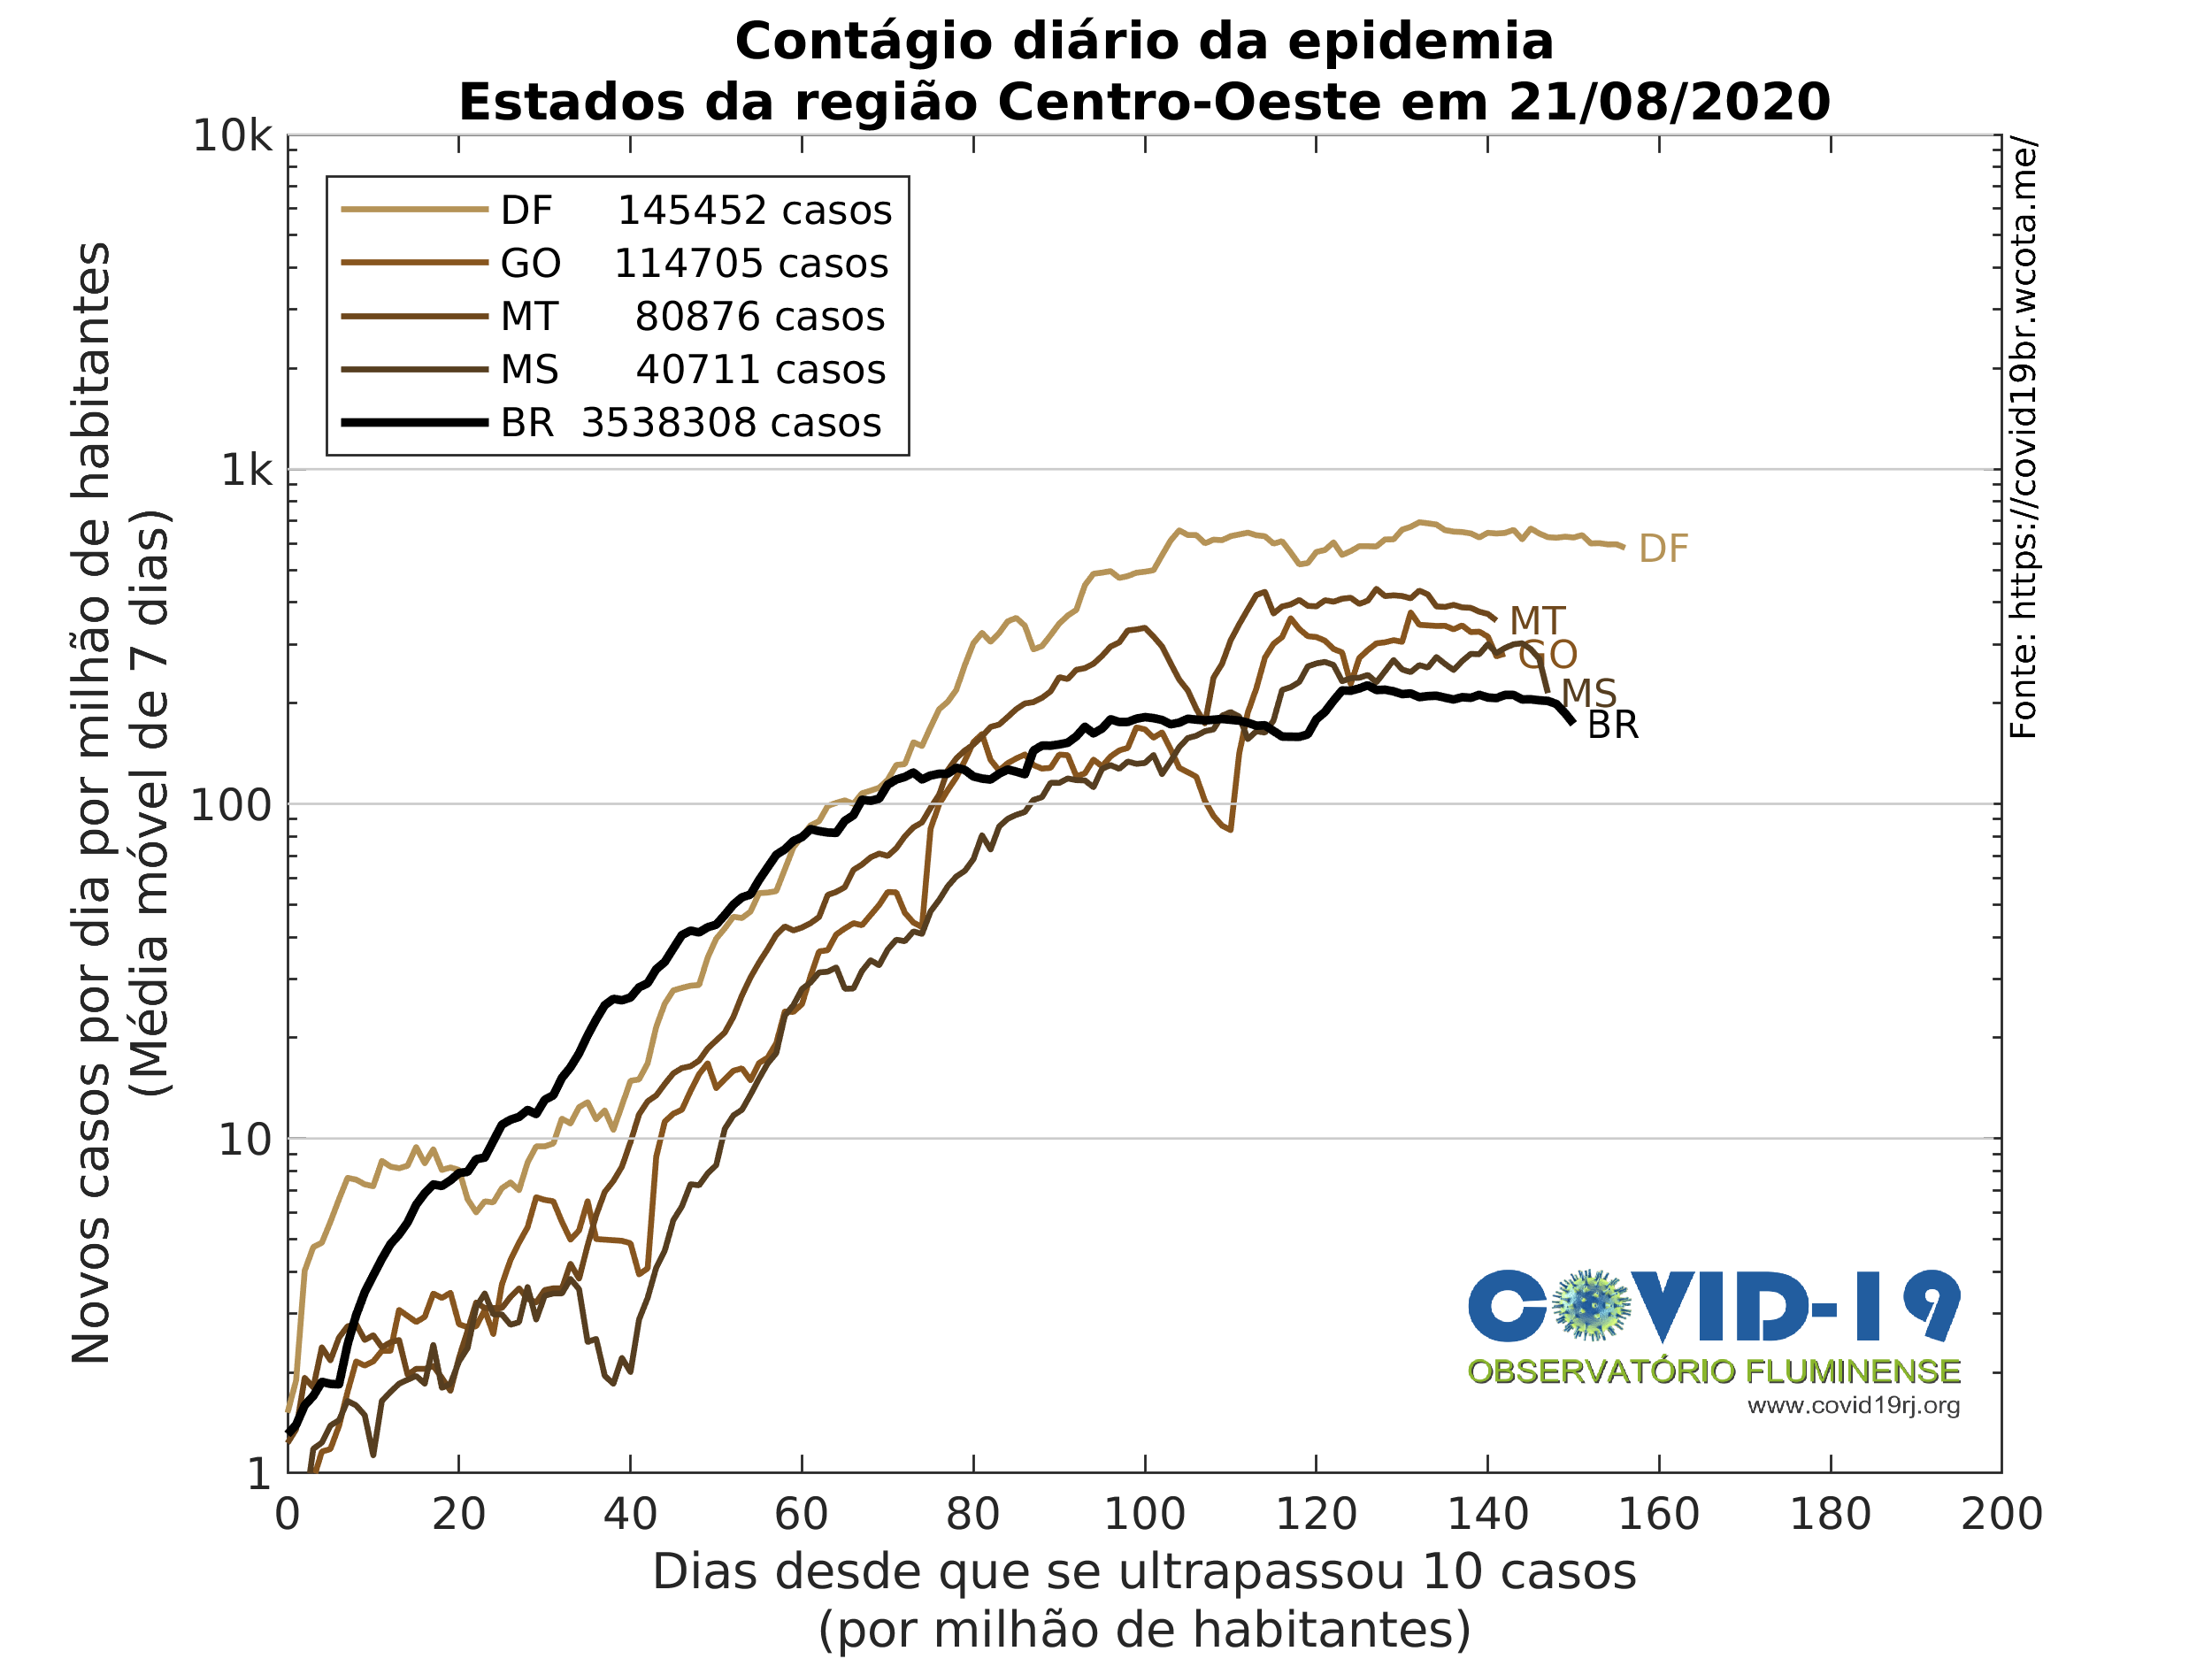 Contágio diário da epidemia
Estados da região Centro-Oeste em 21/08/2020
Novos casos por dia por milhão de habitantes
(Média móvel de 7 dias)
10k
1k
100
10
1
DF 145452 casos
GO 114705 casos
MT 80876 casos
MS 40711 casos
BR 3538308 casos
DF
MT
GO
MS
BR
Fonte: https://covid19br.wcota.me/
COVID-19
OBSERVATÓRIO FLUMINENSE
www.covid19rj.org
0 20 40 60 80 100 120 140 160 180 200
Dias desde que se ultrapassou 10 casos
(por milhão de habitantes)